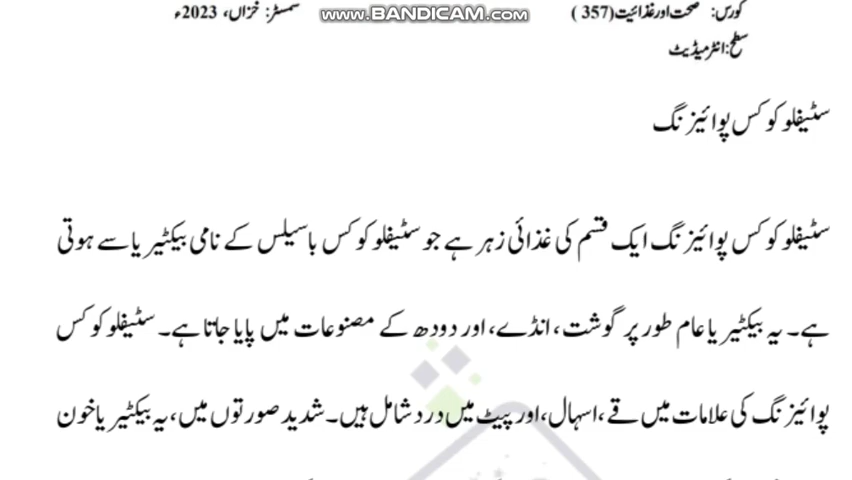 کورس: صحت اور غذائیت (357) www.BANDICAM.com سمسٹر: خزاں، 2023ء
سطح: انٹرمیڈیٹ
سٹیفلوکوکس پوائیزنگ
سٹیفلوکوکس پوائیزنگ ایک قسم کی غذائی زہر ہے جو سٹیفلوکوکس باسیلس کے نامی بیکٹیریا سے ہوتی
ہے۔ یہ بیکٹیریا عام طور پر گوشت، انڈے، اور دودھ کے مصنوعات میں پایا جاتا ہے۔ سٹیفلوکوکس
پوائیزنگ کی علامات میں قے، اسہال، اور پیٹ میں درد شامل ہیں۔ شدید صورتوں میں، یہ بیکٹیریا خون